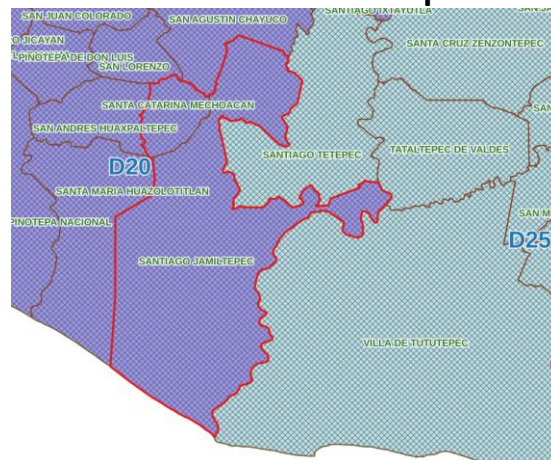 SAN JUAN COLORADO
SAN AGUSTIN CHAYUCO
SANTIAGO IXTAYUTLA
JICAYAN
PINOTEPA DE DON LUIS
SAN LORENZO
SANTA CRUZ ZENZONTEPEC
SANTA CATARINA MECHOACAN
SAN ANDRES HUAXPALTEPEC
SANTIAGO TETEPEC
TATALTEPEC DE VALDES
D20
SANTA MARIA HUAZOLOTITLAN
PINOTEPA NACIONAL
SAN M
D25
SANTIAGO JAMILTEPEC
VILLA DE TUTUTEPEC